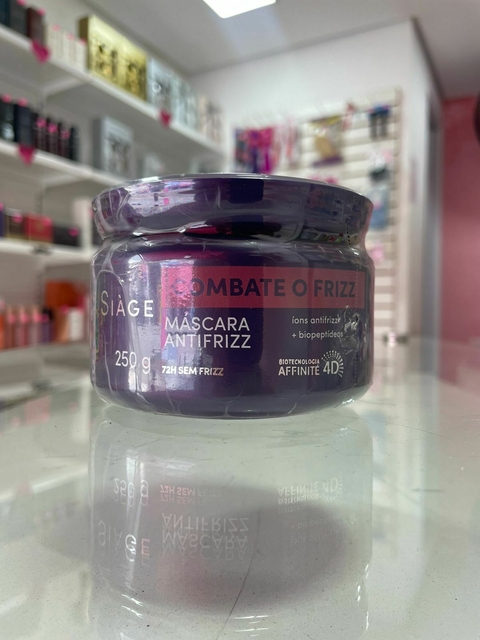 COMBATE O FRIZZ
SIÀGE
MÁSCARA
ANTIFRIZZ
íons antifrizz
+ biopeptídeos
250 g
72H SEM FRIZZ
BIOTECNOLOGIA
AFFINITÉ 4D